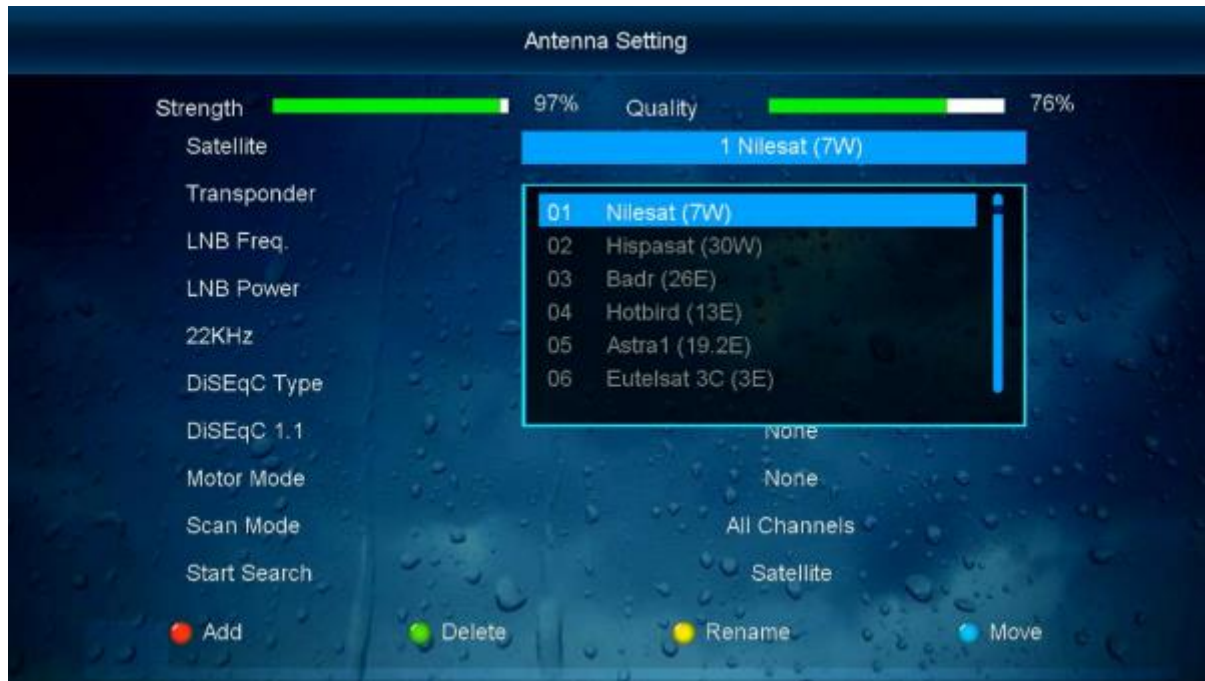 Antenna Setting
Strength 97% Quality 76%
Satellite 1 Nilesat (7W)
Transponder
01 Nilesat (7W)
LNB Freq. 02 Hispasat (30W)
03 Badr (26E)
LNB Power
04 Hotbird (13E)
22KHz 05 Astra1 (19.2E)
DiSEqC Type 06 Eutelsat 3C (3E)
DiSEqC 1.1 None
Motor Mode None
Scan Mode All Channels
Start Search Satellite
Add Delete Rename Move